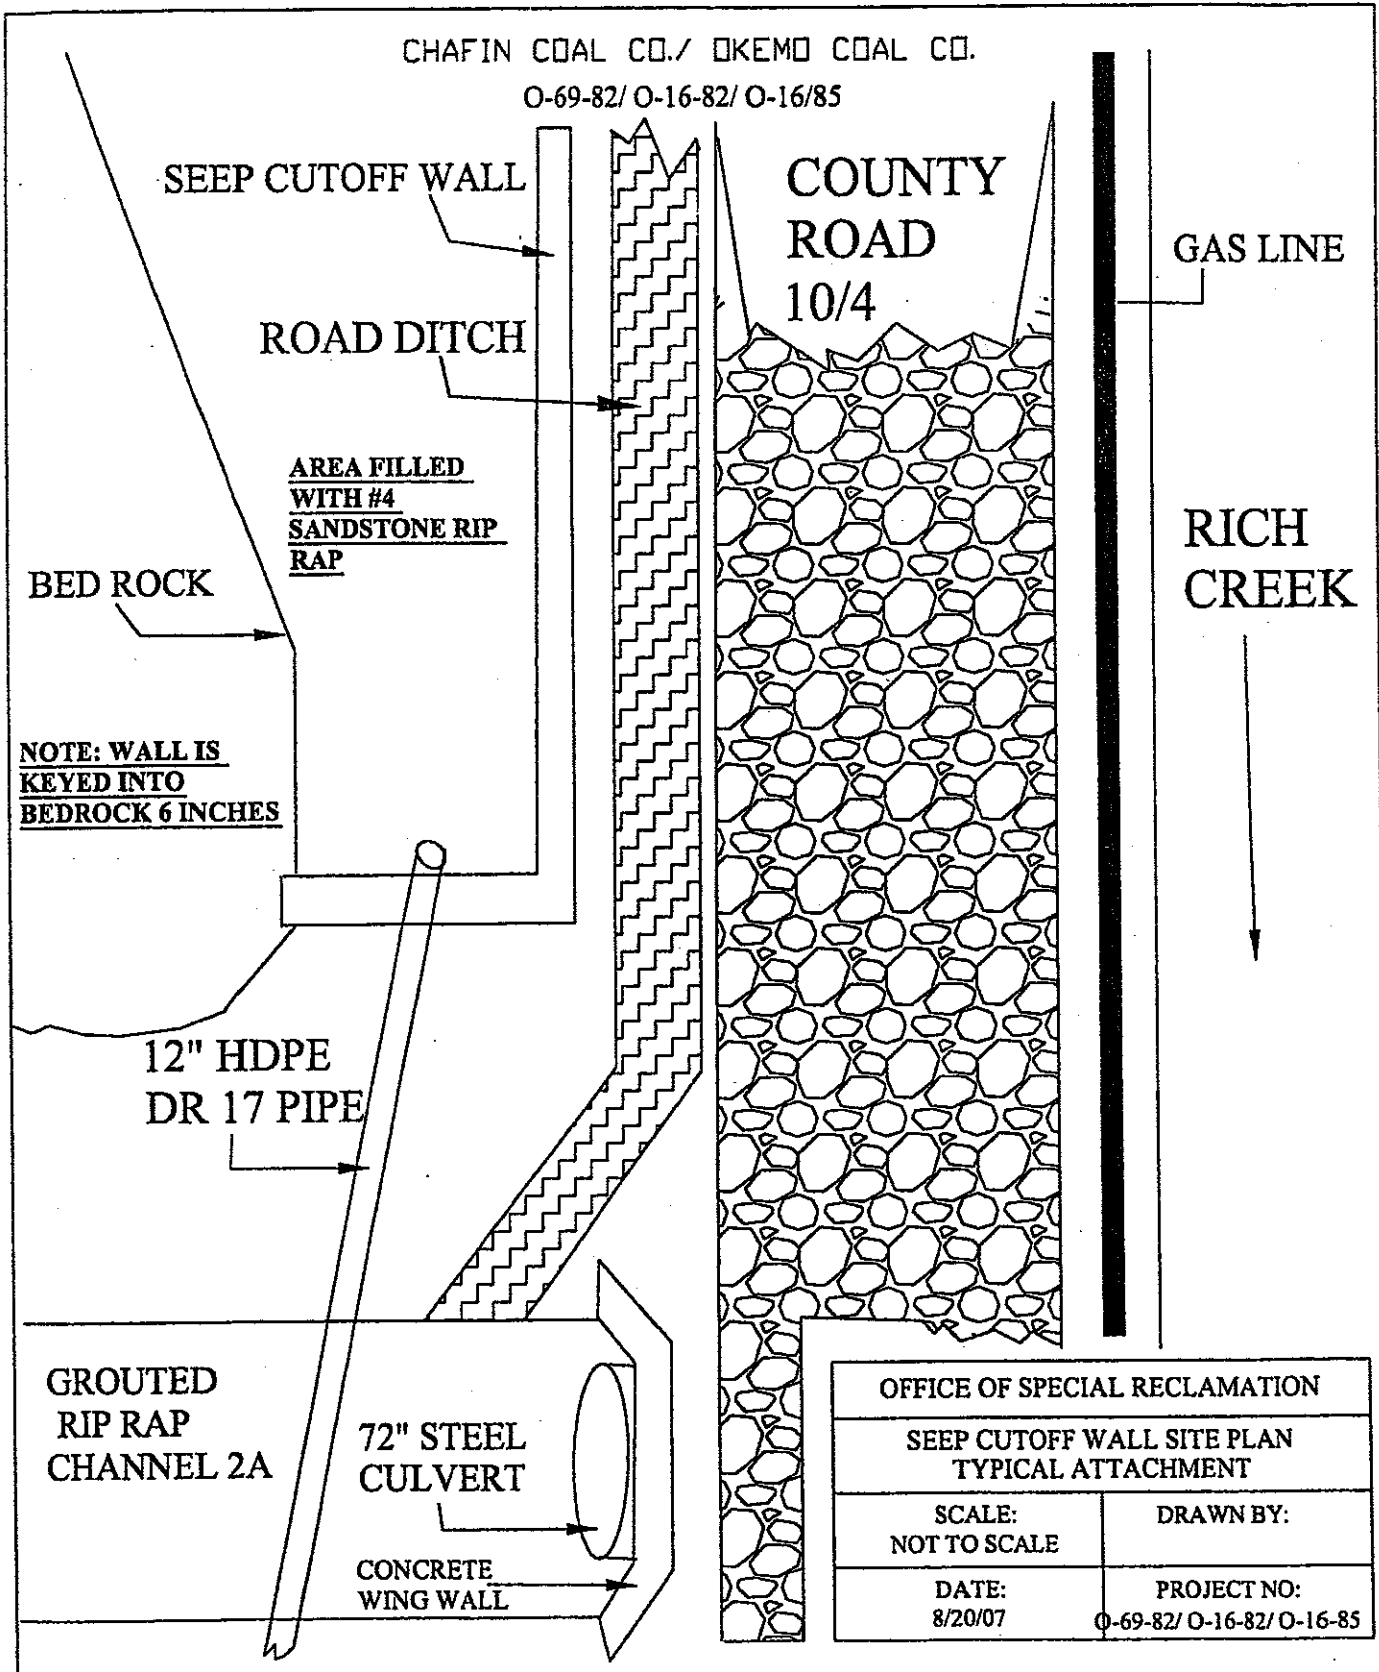 CHAFIN COAL CO./ OKEMO COAL CO.
O-69-82/ O-16-82/ O-16/85
SEEP CUTOFF WALL
COUNTY
ROAD
10/4
GAS LINE
ROAD DITCH
AREA FILLED
WITH #4
SANDSTONE RIP
RAP
RICH
CREEK
BED ROCK
NOTE: WALL IS
KEYED INTO
BEDROCK 6 INCHES
12" HDPE
DR 17 PIPE
GROUTED
RIP RAP
CHANNEL 2A
72" STEEL
CULVERT
CONCRETE
WING WALL
OFFICE OF SPECIAL RECLAMATION
SEEP CUTOFF WALL SITE PLAN
TYPICAL ATTACHMENT
SCALE:
NOT TO SCALE
DRAWN BY:
DATE:
8/20/07
PROJECT NO:
O-69-82/ O-16-82/ O-16-85